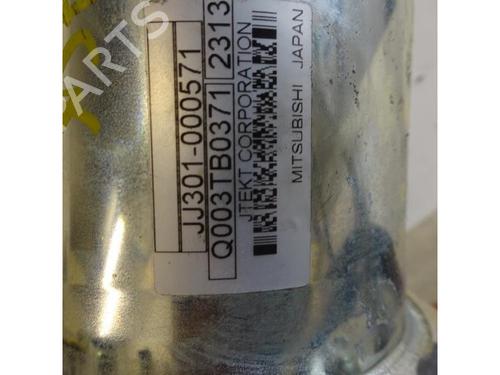 JJ301-000571
Q003TB0371 2313
JTEKT CORPORATION
MITSUBISHI JAPAN
PARTS